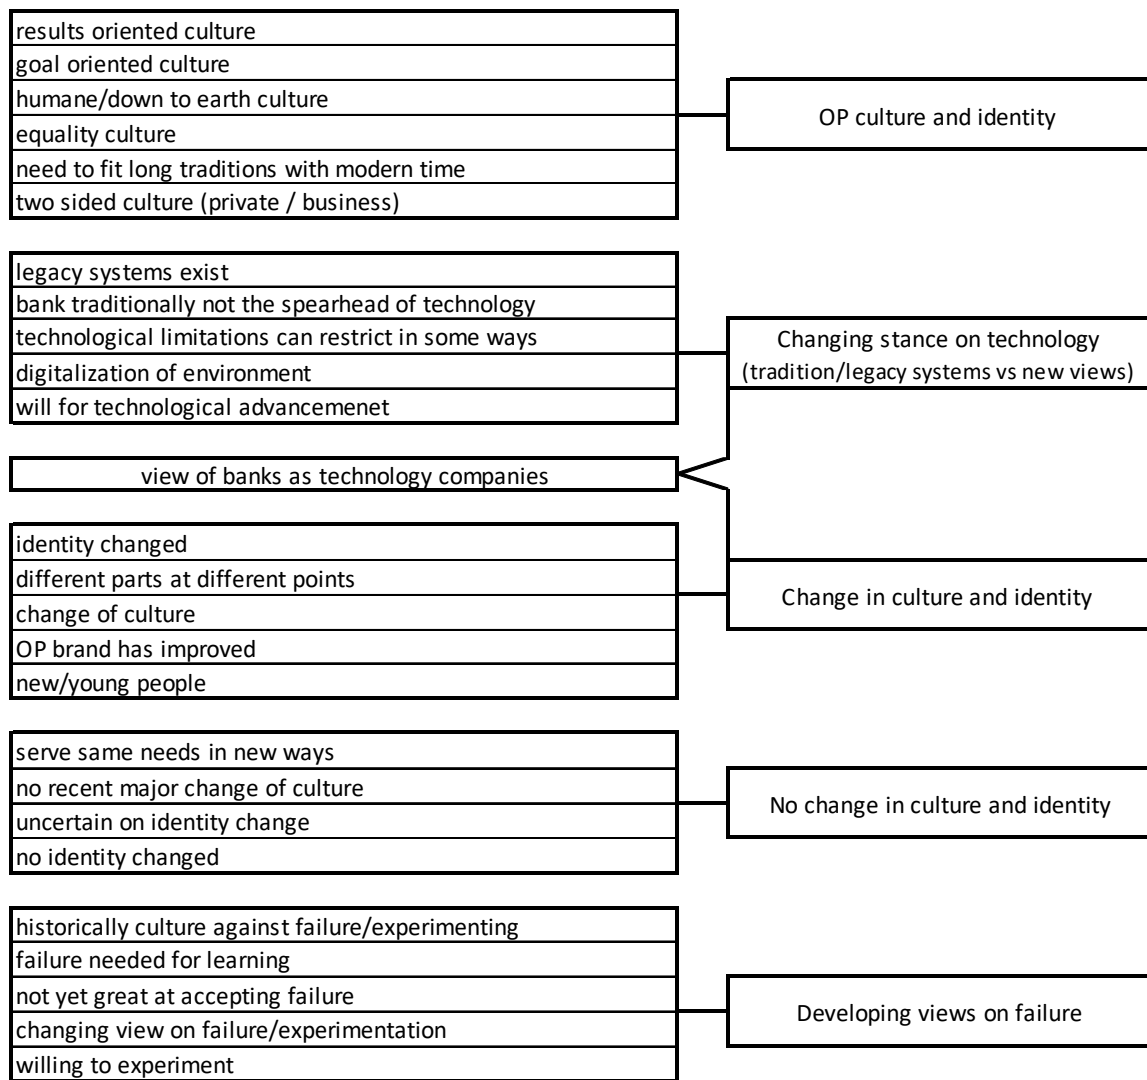 results oriented culture
goal oriented culture
humane/down to earth culture
equality culture
need to fit long traditions with modern time
two sided culture (private / business)
OP culture and identity
legacy systems exist
bank traditionally not the spearhead of technology
technological limitations can restrict in some ways
digitalization of environment
will for technological advancemenet
Changing stance on technology
(tradition/legacy systems vs new views)
view of banks as technology companies
identity changed
different parts at different points
change of culture
OP brand has improved
new/young people
Change in culture and identity
serve same needs in new ways
no recent major change of culture
uncertain on identity change
no identity changed
No change in culture and identity
historically culture against failure/experimenting
failure needed for learning
not yet great at accepting failure
changing view on failure/experimentation
willing to experiment
Developing views on failure